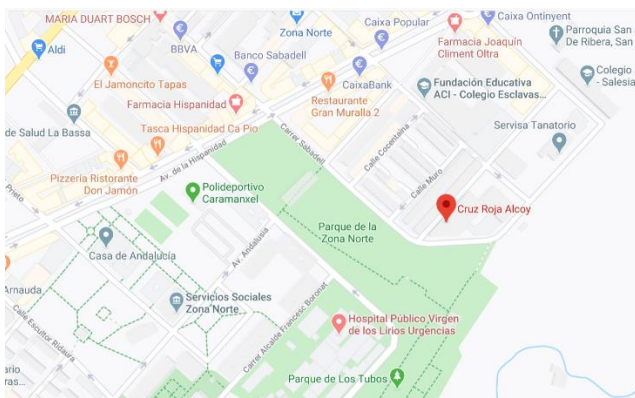 MARIA DUART BOSCH
Aldi
BBVA
Zona Norte
Banco Sabadell
Caixa Popular
Caixa Ontinyent
Farmacia Joaquín
Climent Oltra
Parroquia San
De Ribera, San
El Jamoncito Tapas
CaixaBank
Fundación Educativa
ACI - Colegio Esclavas...
Colegio
- Salesia
Farmacia Hispanidad
Restaurante
Gran Muralla 2
de Salud La Bassa
Tasca Hispanidad Ca Pio
Carrer Sabadell
Calle Cocentaina
Servisa Tanatorio
Av. de la Hispanidad
Pizzería Ristorante
Don Jamón
Prieto
Polideportivo
Caramanxel
Calle Muro
Cruz Roja Alcoy
Parque de la
Zona Norte
Av. Andalusia
Casa de Andalucía
Arnauda
Servicios Sociales
Zona Norte
Calle Escultor Ridaura
Carrer Alcalde Francesc Boronat
Hospital Público Virgen
de los Lirios Urgencias
ario
ras...
Parque de Los Tubos